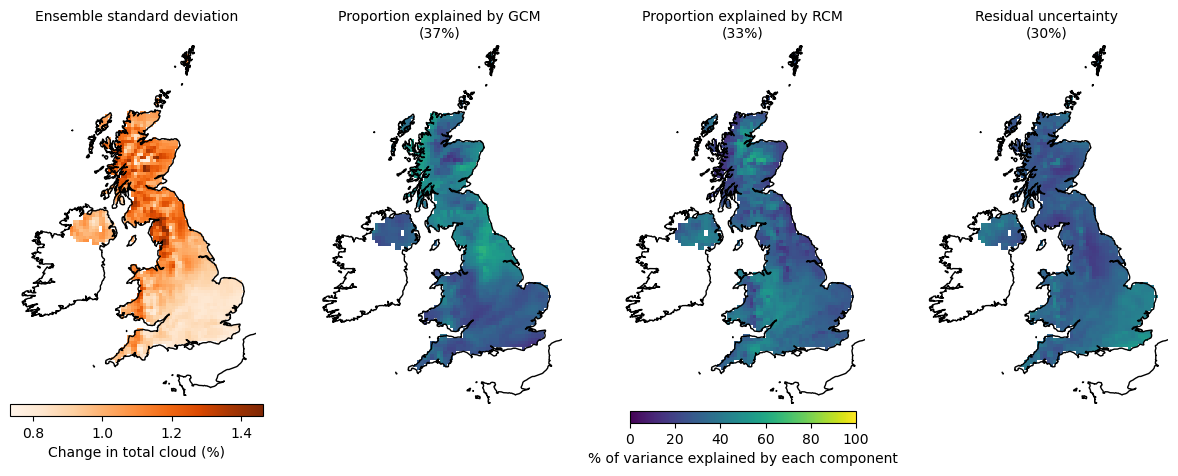 Ensemble standard deviation
Proportion explained by GCM
(37%)
Proportion explained by RCM
(33%)
Residual uncertainty
(30%)
0.8 1.0 1.2 1.4
Change in total cloud (%)
0 20 40 60 80 100
% of variance explained by each component